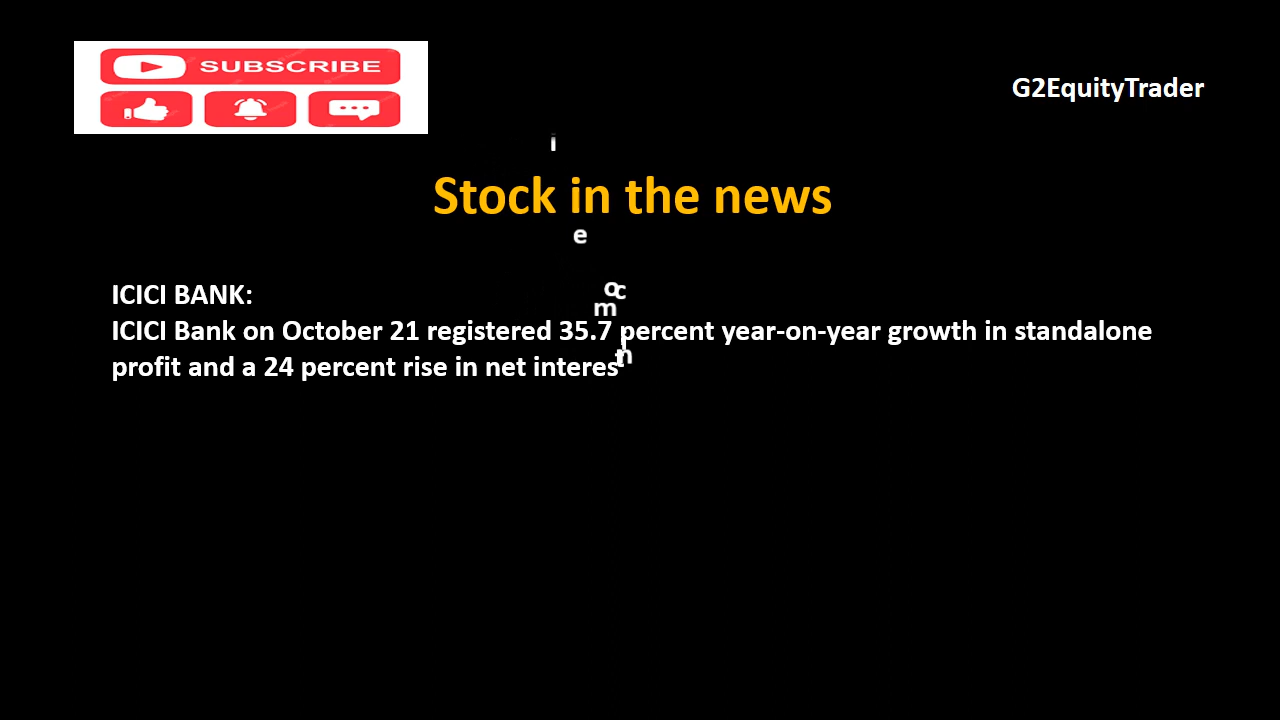 SUBSCRIBE
G2EquityTrader
Stock in the news
ICICI BANK:
ICICI Bank on October 21 registered 35.7 percent year-on-year growth in standalone
profit and a 24 percent rise in net interest